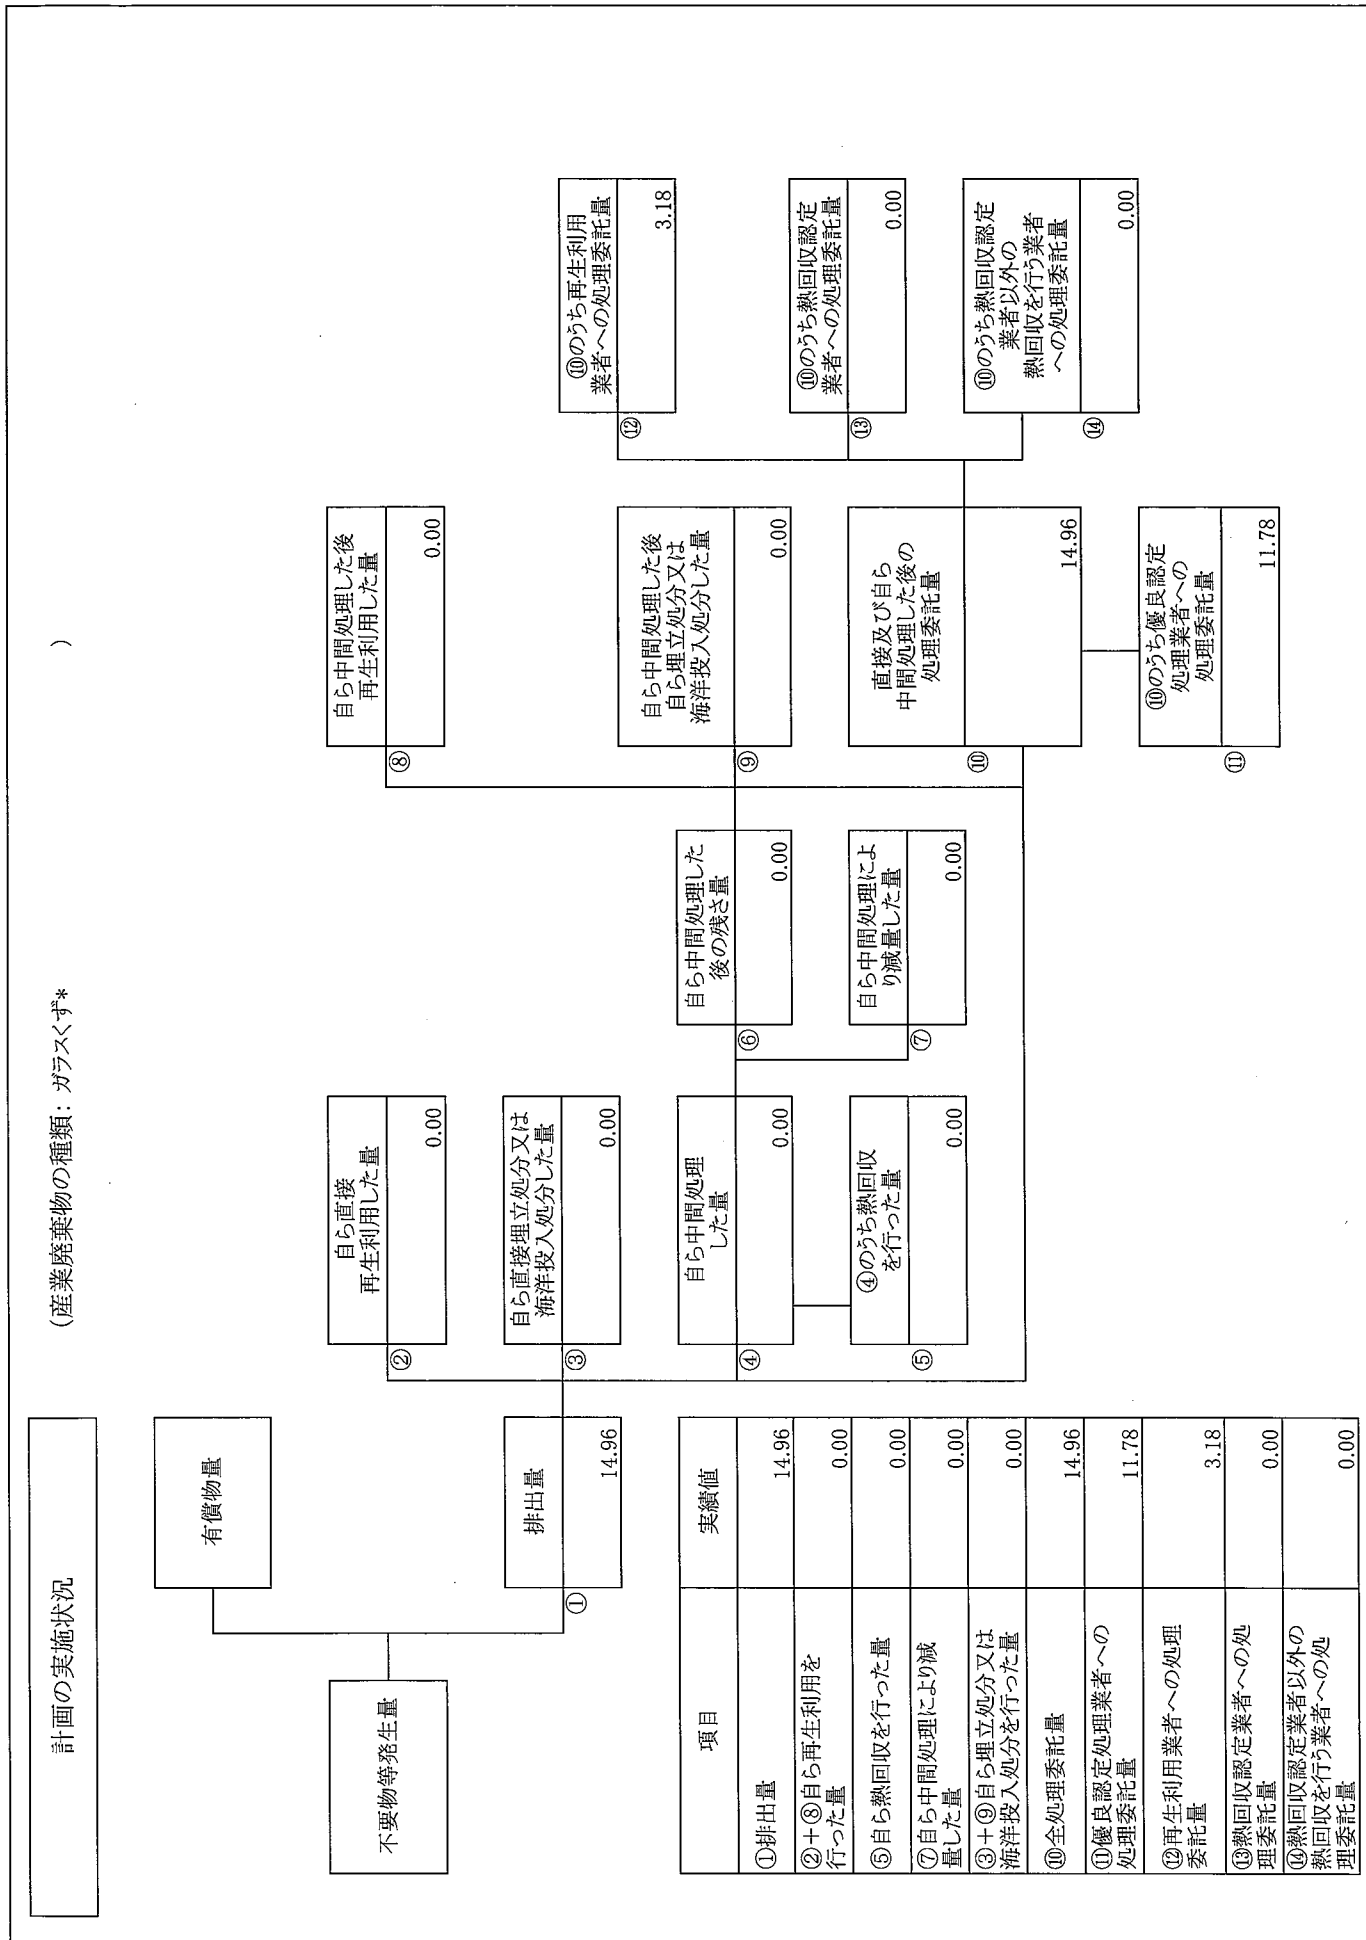 計画の実施状況
(産業廃棄物の種類: ガラスくず* )
不要物等発生量
有償物量
排出量
①
14.96
自ら直接
再生利用した量
②
0.00
自ら直接埋立処分又は
海洋投入処分した量
③
0.00
自ら中間処理
した量
④
0.00
④のうち熱回収
を行った量
⑤
0.00
自ら中間処理した
後の残さ量
⑥
0.00
自ら中間処理によ
り減量した量
⑦
0.00
自ら中間処理した後
再生利用した量
⑧
0.00
自ら中間処理した後
自ら埋立処分又は
海洋投入処分した量
⑨
0.00
直接及び自ら
中間処理した後の
処理委託量
⑩
14.96
⑩のうち優良認定
処理業者への
処理委託量
⑪
11.78
⑩のうち再生利用
業者への処理委託量
⑫
3.18
⑩のうち熱回収認定
業者への処理委託量
⑬
0.00
⑩のうち熱回収認定
業者以外の
熱回収を行う業者
への処理委託量
⑭
0.00
項目 実績値
①排出量 14.96
②+⑧自ら再生利用を
行った量 0.00
⑤自ら熱回収を行った量 0.00
⑦自ら中間処理により減
量した量 0.00
③+⑨自ら埋立処分又は
海洋投入処分を行った量 0.00
⑩全処理委託量 14.96
⑪優良認定処理業者への
処理委託量 11.78
⑫再生利用業者への処理
委託量 3.18
⑬熱回収認定業者への処
理委託量 0.00
⑭熱回収認定業者以外の
熱回収を行う業者への処
理委託量 0.00